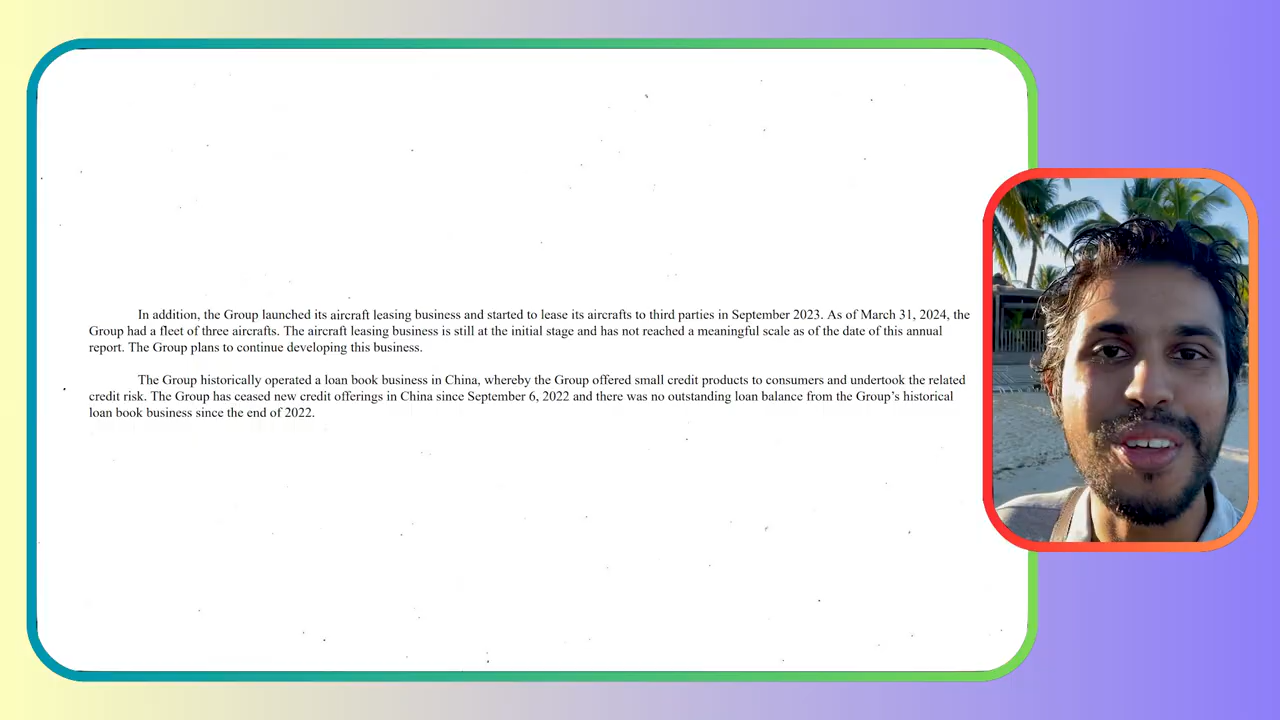 In addition, the Group launched its aircraft leasing business and started to lease its aircrafts to third parties in September 2023. As of March 31, 2024, the
Group had a fleet of three aircrafts. The aircraft leasing business is still at the initial stage and has not reached a meaningful scale as of the date of this annual
report. The Group plans to continue developing this business.
The Group historically operated a loan book business in China, whereby the Group offered small credit products to consumers and undertook the related
credit risk. The Group has ceased new credit offerings in China since September 6, 2022 and there was no outstanding loan balance from the Group’s historical
loan book business since the end of 2022.